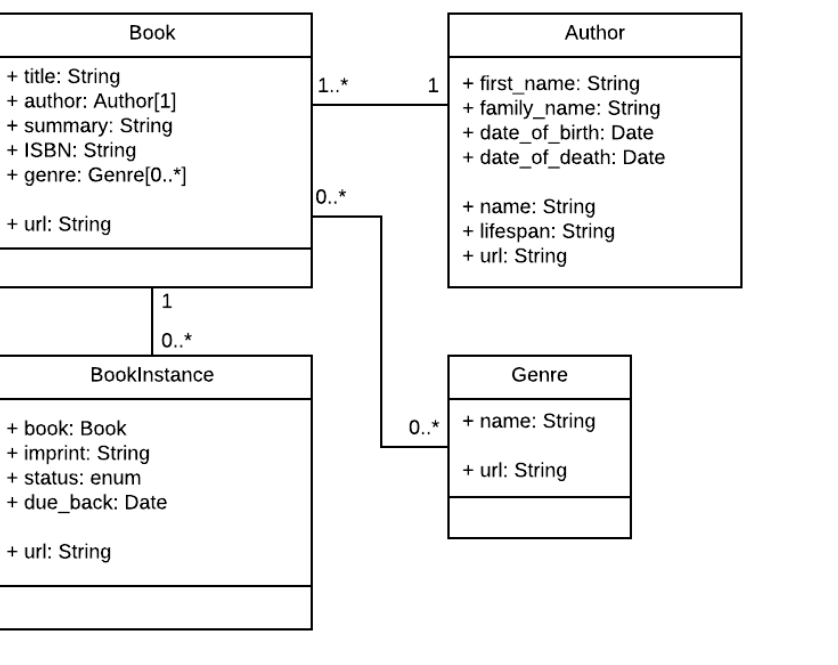 Book
+ title: String
+ author: Author[1]
+ summary: String
+ ISBN: String
+ genre: Genre[0..*]
+ url: String
1..*
1
Author
+ first_name: String
+ family_name: String
+ date_of_birth: Date
+ date_of_death: Date
+ name: String
+ lifespan: String
+ url: String
0..*
0..*
1
0..*
BookInstance
+ book: Book
+ imprint: String
+ status: enum
+ due_back: Date
+ url: String
Genre
+ name: String
+ url: String